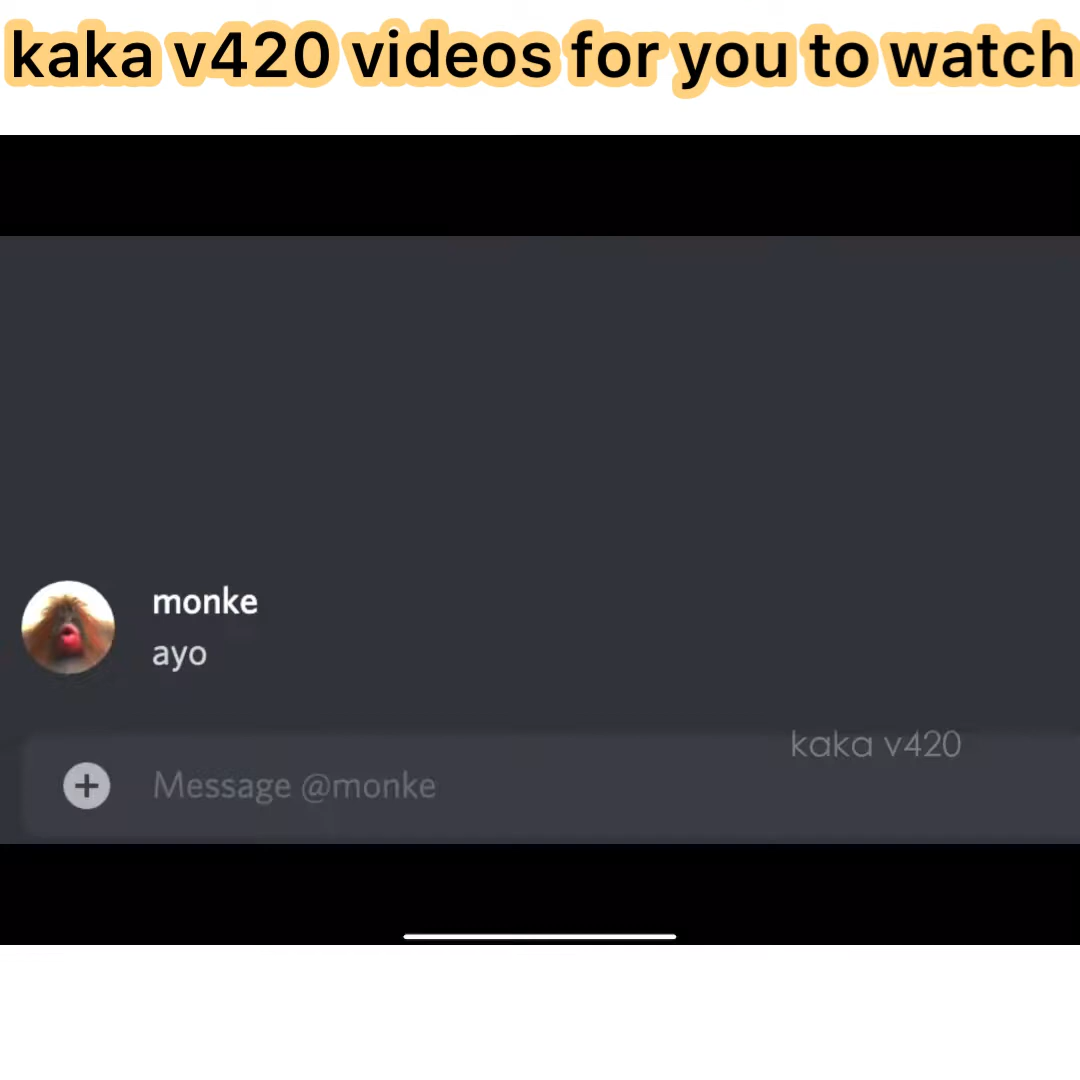 kaka v420 videos for you to watch
monke
ayo
kaka v420
Message @monke